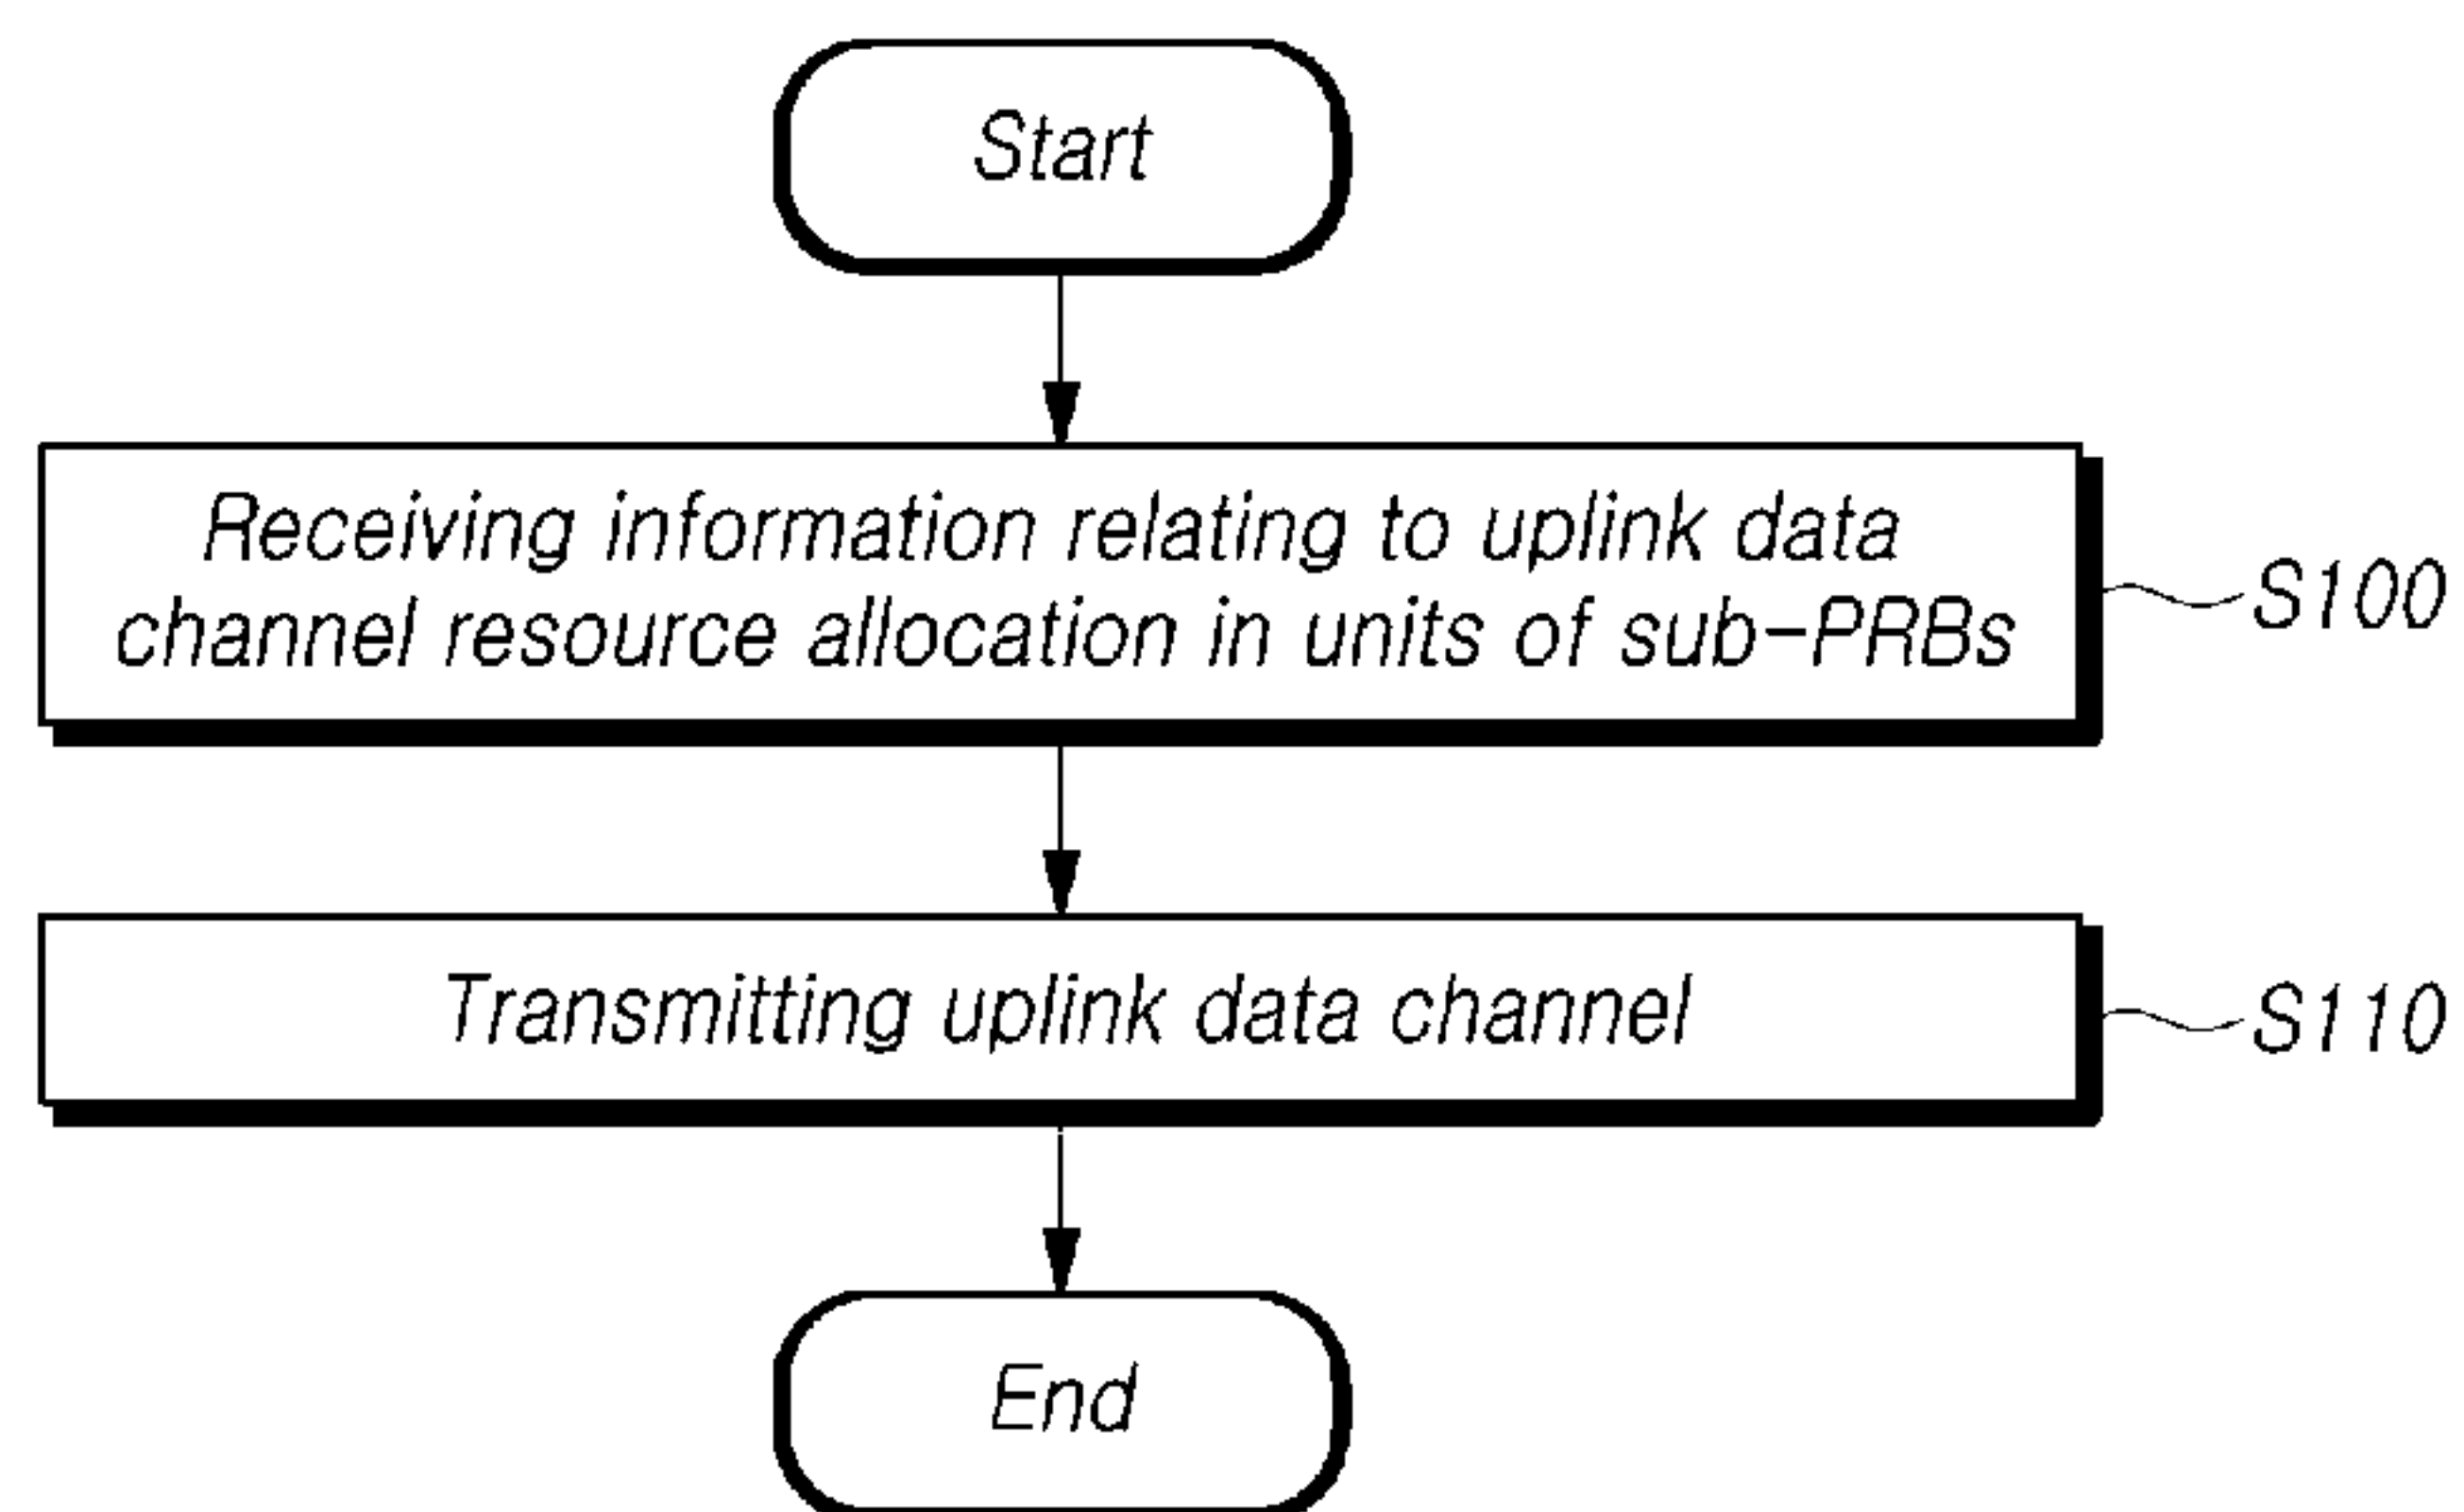 Start
Receiving information relating to uplink data
channel resource allocation in units of sub-PRBs
S100
Transmitting uplink data channel
S110
End